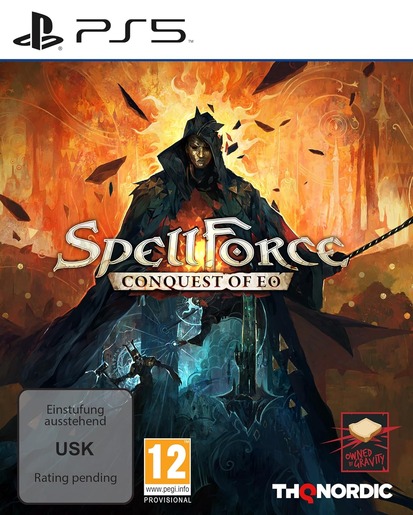 PS5
SPELLFORCE
CONQUEST OF EO
Einstufung
ausstehend
USK
Rating pending
12
www.pegi.info
PROVISIONAL
OWNED
BY GRAVITY
THQNORDIC